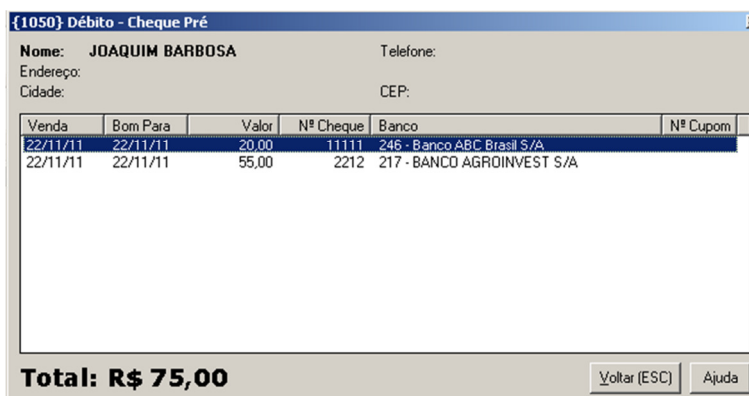 {1050} Débito - Cheque Pré
Nome: JOAQUIM BARBOSA Telefone:
Endereço:
Cidade: CEP:
Venda Bom Para Valor Nº Cheque Banco Nº Cupom
22/11/11 22/11/11 20,00 11111 246 - Banco ABC Brasil S/A
22/11/11 22/11/11 55,00 2212 217 - BANCO AGROINVEST S/A
Total: R$ 75,00 Voltar (ESC) Ajuda